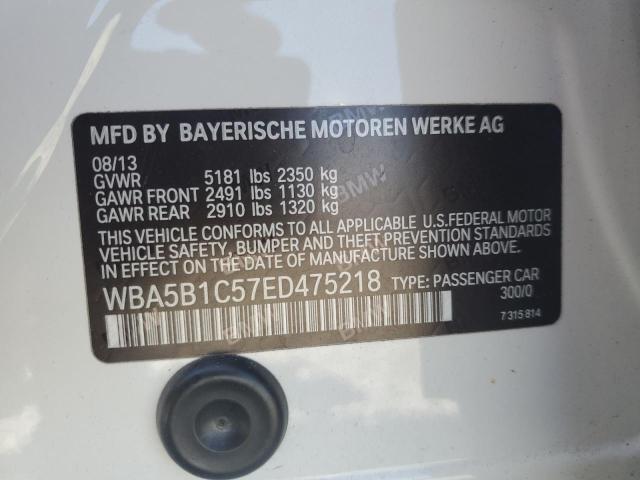 MFD BY BAYERISCHE MOTOREN WERKE AG
08/13
GVWR 5181 lbs 2350 kg
GAWR FRONT 2491 lbs 1130 kg
GAWR REAR 2910 lbs 1320 kg
THIS VEHICLE CONFORMS TO ALL APPLICABLE U.S.FEDERAL MOTOR
VEHICLE SAFETY, BUMPER AND THEFT PREVENTION STANDARDS
IN EFFECT ON THE DATE OF MANUFACTURE SHOWN ABOVE.
WBA5B1C57ED475218 TYPE: PASSENGER CAR
300/0
7 315 814